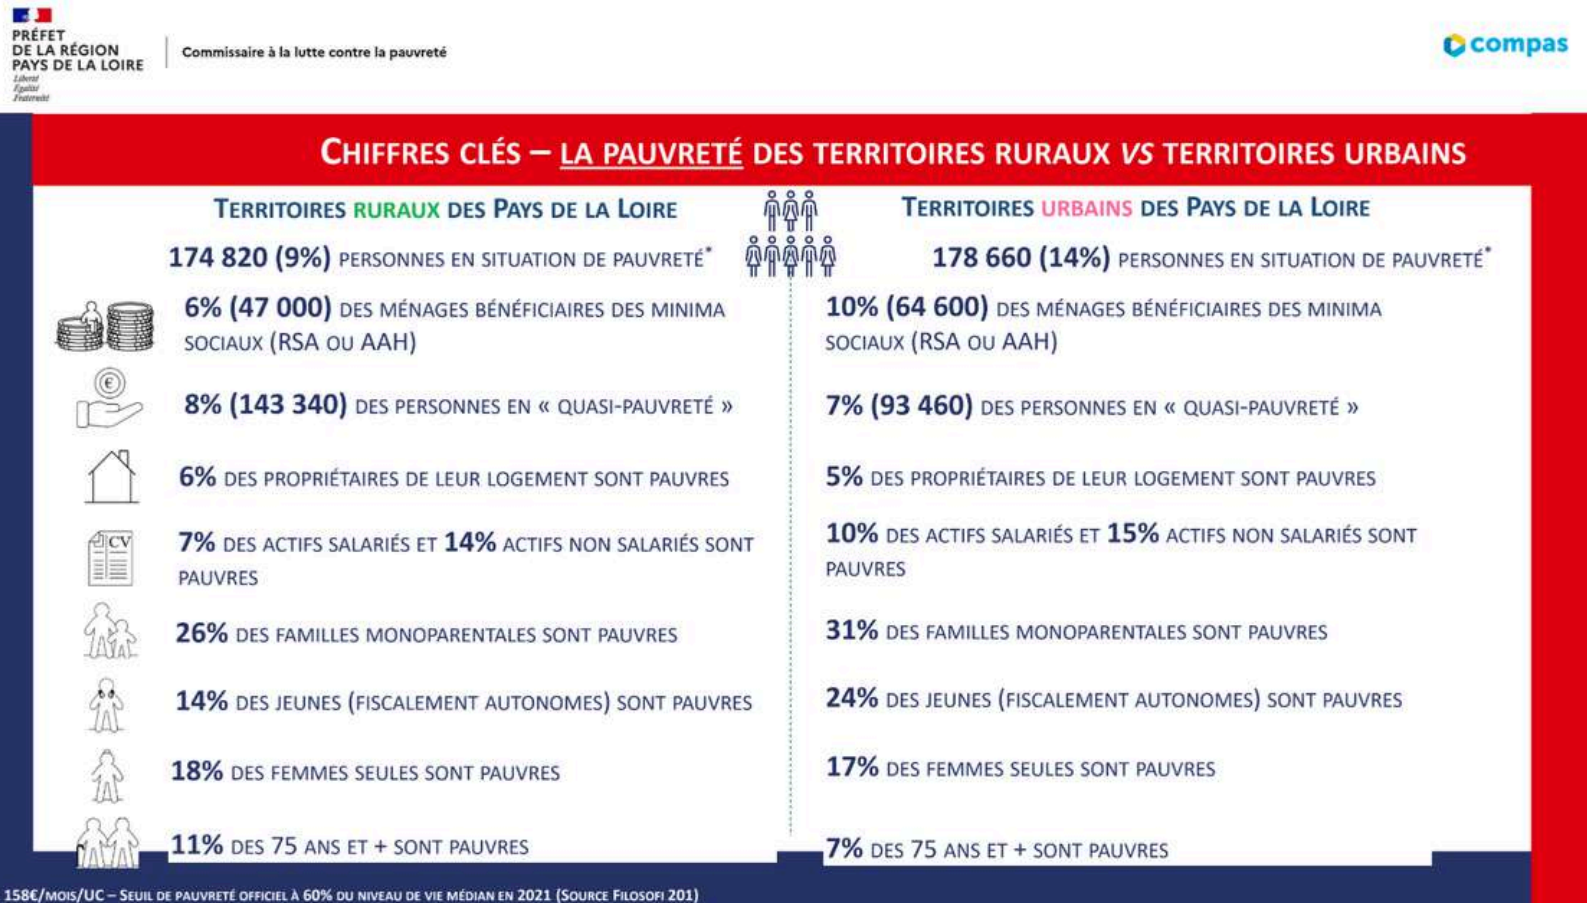 PRÉFET
DE LA RÉGION
PAYS DE LA LOIRE
Liberté
Égalité
Fraternité
Commissaire à la lutte contre la pauvreté
compas
CHIFFRES CLÉS – LA PAUVRETÉ DES TERRITOIRES RURAUX VS TERRITOIRES URBAINS
TERRITOIRES RURAUX DES PAYS DE LA LOIRE
174 820 (9%) PERSONNES EN SITUATION DE PAUVRETÉ*
6% (47 000) DES MÉNAGES BÉNÉFICIAIRES DES MINIMA
SOCIAUX (RSA OU AAH)
8% (143 340) DES PERSONNES EN « QUASI-PAUVRETÉ »
6% DES PROPRIÉTAIRES DE LEUR LOGEMENT SONT PAUVRES
CV
7% DES ACTIFS SALARIÉS ET 14% ACTIFS NON SALARIÉS SONT
PAUVRES
26% DES FAMILLES MONOPARENTALES SONT PAUVRES
14% DES JEUNES (FISCALEMENT AUTONOMES) SONT PAUVRES
18% DES FEMMES SEULES SONT PAUVRES
11% DES 75 ANS ET + SONT PAUVRES
TERRITOIRES URBAINS DES PAYS DE LA LOIRE
178 660 (14%) PERSONNES EN SITUATION DE PAUVRETÉ*
10% (64 600) DES MÉNAGES BÉNÉFICIAIRES DES MINIMA
SOCIAUX (RSA OU AAH)
7% (93 460) DES PERSONNES EN « QUASI-PAUVRETÉ »
5% DES PROPRIÉTAIRES DE LEUR LOGEMENT SONT PAUVRES
10% DES ACTIFS SALARIÉS ET 15% ACTIFS NON SALARIÉS SONT
PAUVRES
31% DES FAMILLES MONOPARENTALES SONT PAUVRES
24% DES JEUNES (FISCALEMENT AUTONOMES) SONT PAUVRES
17% DES FEMMES SEULES SONT PAUVRES
7% DES 75 ANS ET + SONT PAUVRES
158€/MOIS/UC – SEUIL DE PAUVRETÉ OFFICIEL À 60% DU NIVEAU DE VIE MÉDIAN EN 2021 (SOURCE FILOSOFI 201)